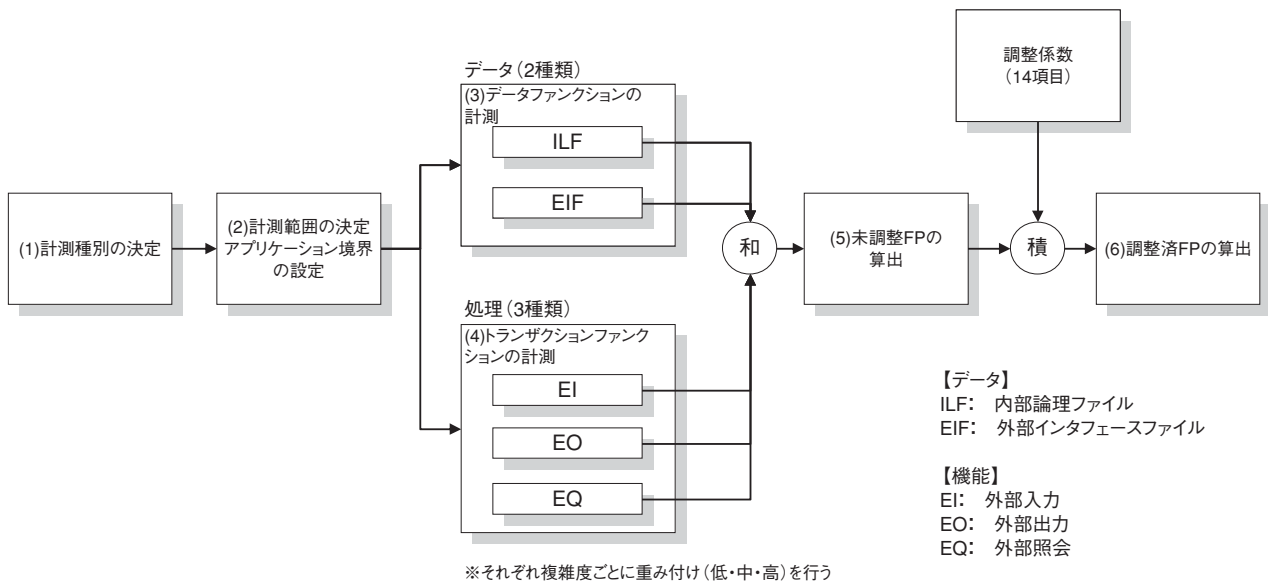 (1)計測種別の決定
(2)計測範囲の決定
アプリケーション境界
の設定
データ（2種類）
(3)データファンクションの
計測
ILF
EIF
処理（3種類）
(4)トランザクションファンク
ションの計測
EI
EO
EQ
※それぞれ複雑度ごとに重み付け（低・中・高）を行う
和
(5)未調整FPの
算出
調整係数
（14項目）
積
(6)調整済FPの算出
【データ】
ILF： 内部論理ファイル
EIF： 外部インタフェースファイル
【機能】
EI： 外部入力
EO： 外部出力
EQ： 外部照会